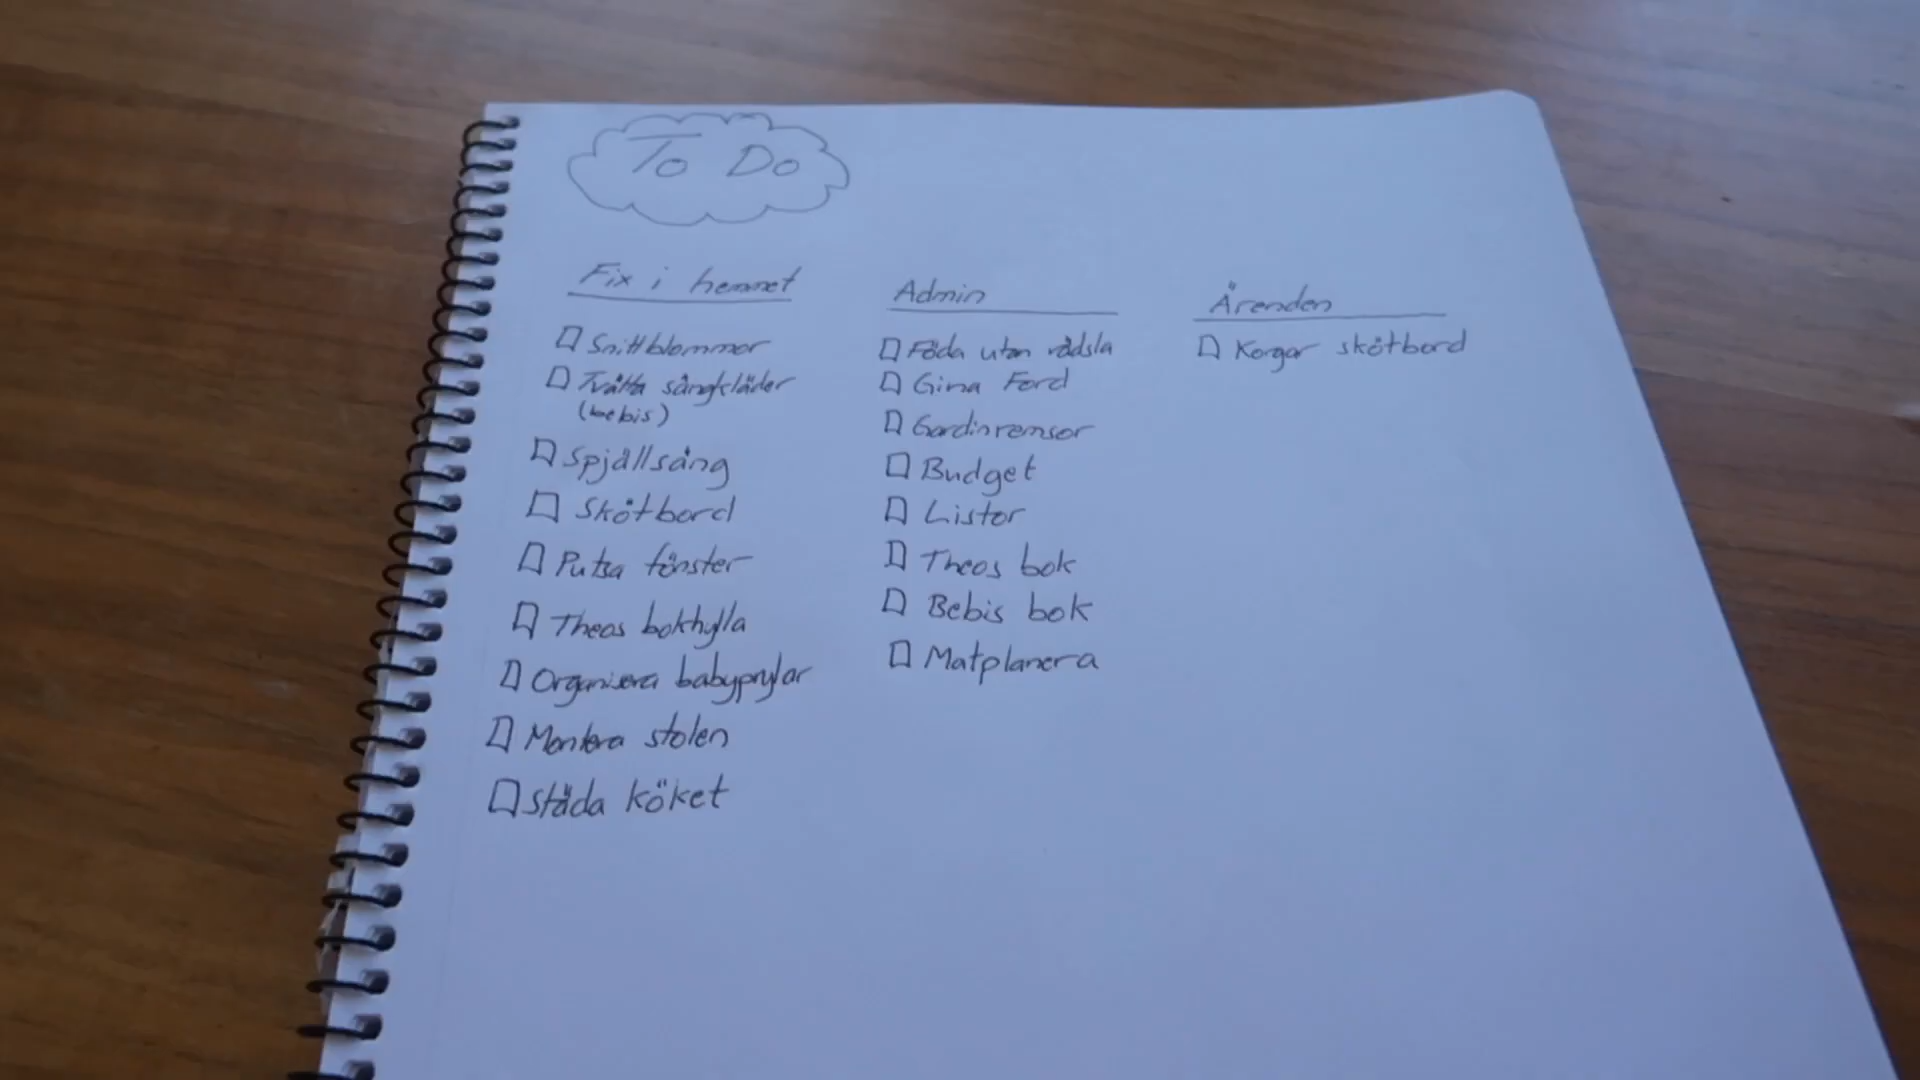 To Do
Fix i hemmet
Snittblommor
Tvätta sängkläder
(bebis)
Spjälsäng
Skötbord
Putsa fönster
Theos bokhylla
Organisera babyprylar
Montera stolen
Städa köket
Admin
Föda utan rädsla
Gina Ford
Gardinremsor
Budget
Listor
Theos bok
Bebis bok
Matplanera
Ärenden
Korgar skötbord